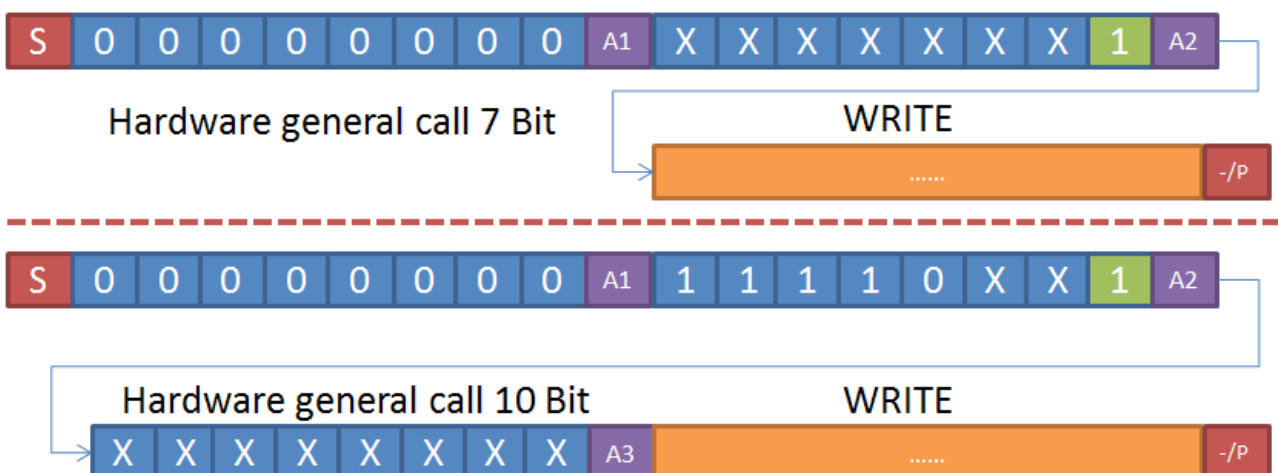 S 0 0 0 0 0 0 0 0 A1 X X X X X X X 1 A2
Hardware general call 7 Bit WRITE
...... -/P
S 0 0 0 0 0 0 0 0 A1 1 1 1 1 0 X X 1 A2
Hardware general call 10 Bit WRITE
X X X X X X X X A3 ...... -/P